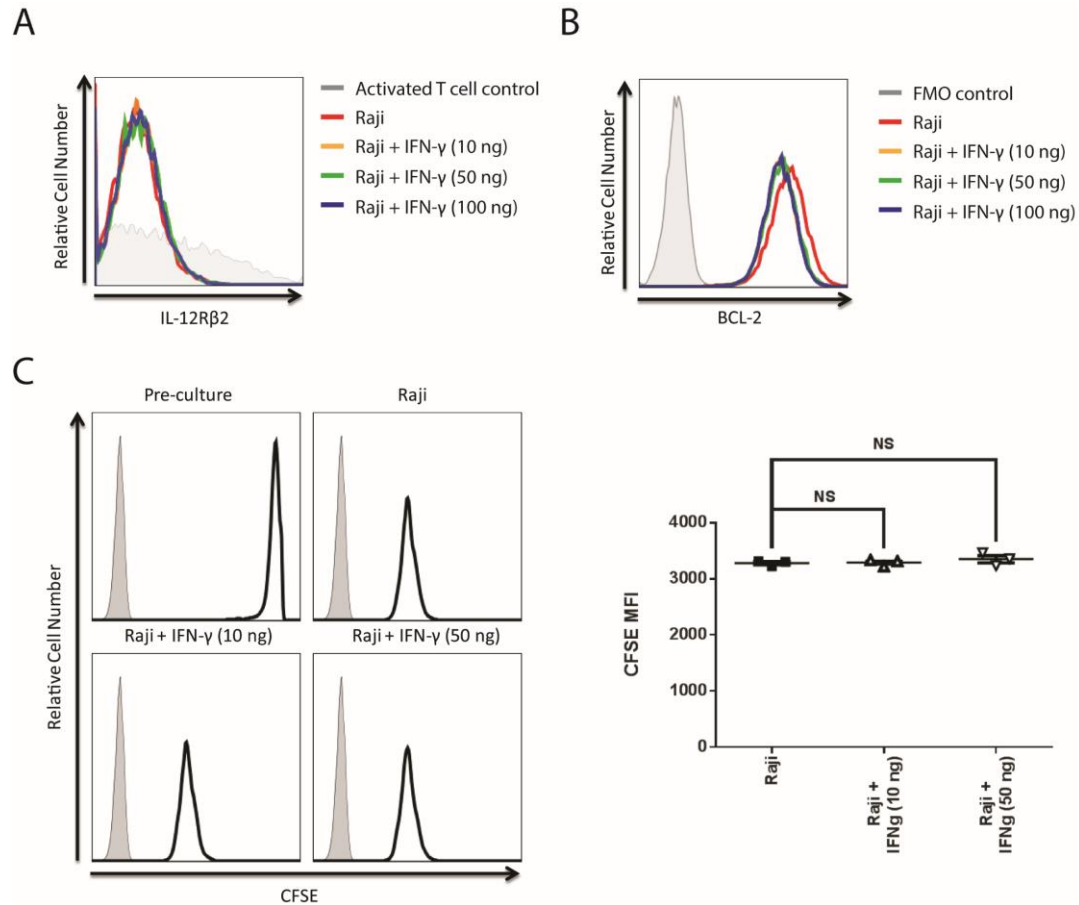 A
Relative Cell Number
IL-12Rβ2
Activated T cell control
Raji
Raji + IFN-γ (10 ng)
Raji + IFN-γ (50 ng)
Raji + IFN-γ (100 ng)
B
Relative Cell Number
BCL-2
FMO control
Raji
Raji + IFN-γ (10 ng)
Raji + IFN-γ (50 ng)
Raji + IFN-γ (100 ng)
C
Pre-culture
Raji
Raji + IFN-γ (10 ng)
Raji + IFN-γ (50 ng)
Relative Cell Number
CFSE
NS
NS
4000
3000
2000
1000
0
CFSE MFI
Raji
Raji +
IFNg (10 ng)
Raji +
IFNg (50 ng)